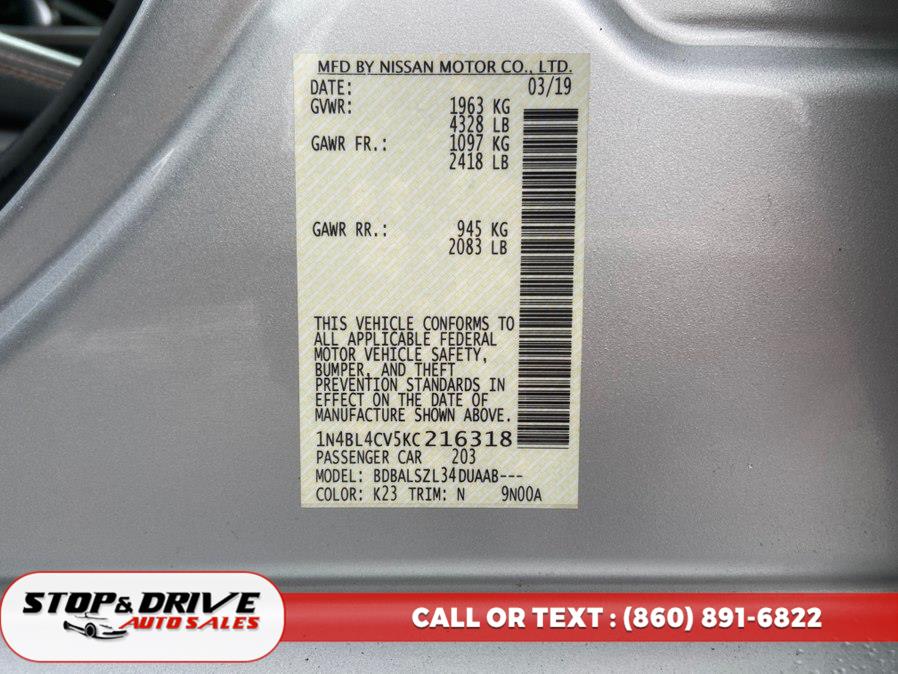 MFD BY NISSAN MOTOR CO., LTD.
DATE: 03/19
GVWR: 1963 KG
4328 LB
GAWR FR.: 1097 KG
2418 LB
GAWR RR.: 945 KG
2083 LB
THIS VEHICLE CONFORMS TO
ALL APPLICABLE FEDERAL
MOTOR VEHICLE SAFETY,
BUMPER, AND THEFT
PREVENTION STANDARDS IN
EFFECT ON THE DATE OF
MANUFACTURE SHOWN ABOVE.
1N4BL4CV5KC216318
PASSENGER CAR 203
MODEL: BDBALSZL34DUAAB---
COLOR: K23 TRIM: N 9N00A
STOP & DRIVE
AUTO SALES
CALL OR TEXT : (860) 891-6822